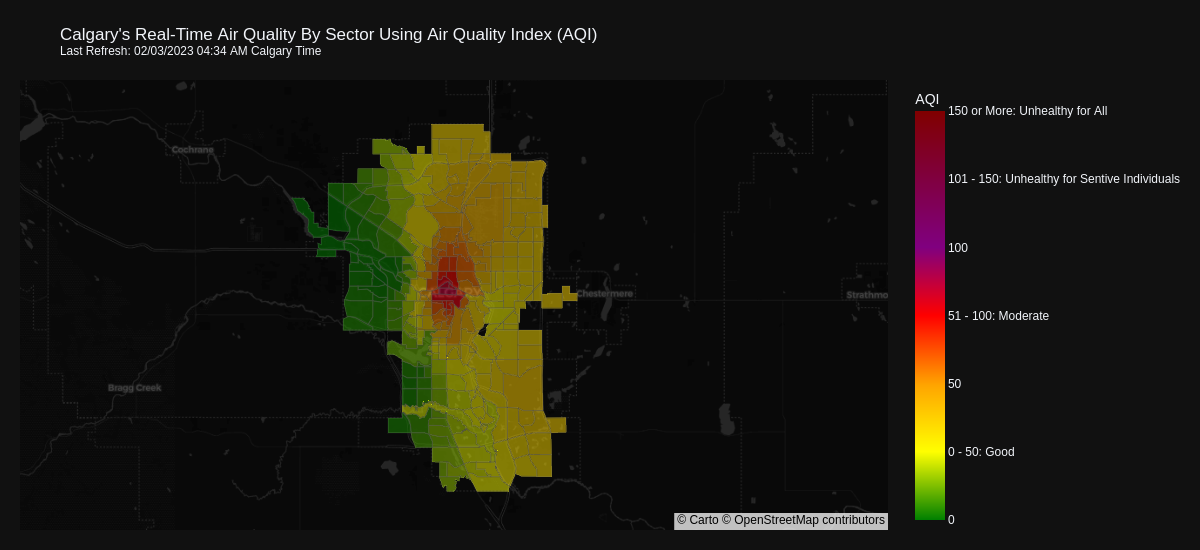 Calgary's Real-Time Air Quality By Sector Using Air Quality Index (AQI)
Last Refresh: 02/03/2023 04:34 AM Calgary Time
AQI
150 or More: Unhealthy for All
Cochrane
101 - 150: Unhealthy for Sentive Individuals
100
Chestermere
Strathmo
51 - 100: Moderate
50
Bragg Creek
0 - 50: Good
0
© Carto © OpenStreetMap contributors